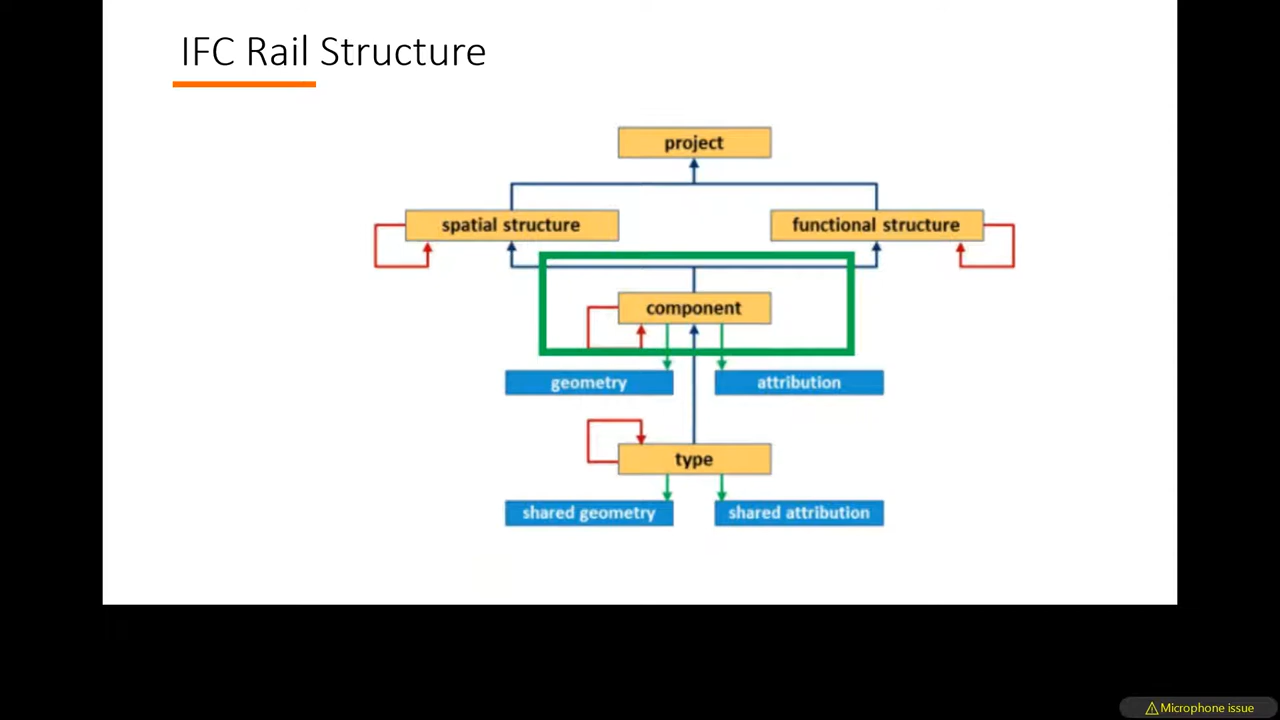 IFC Rail Structure
project
spatial structure
functional structure
component
geometry
attribution
type
shared geometry
shared attribution
Microphone issue